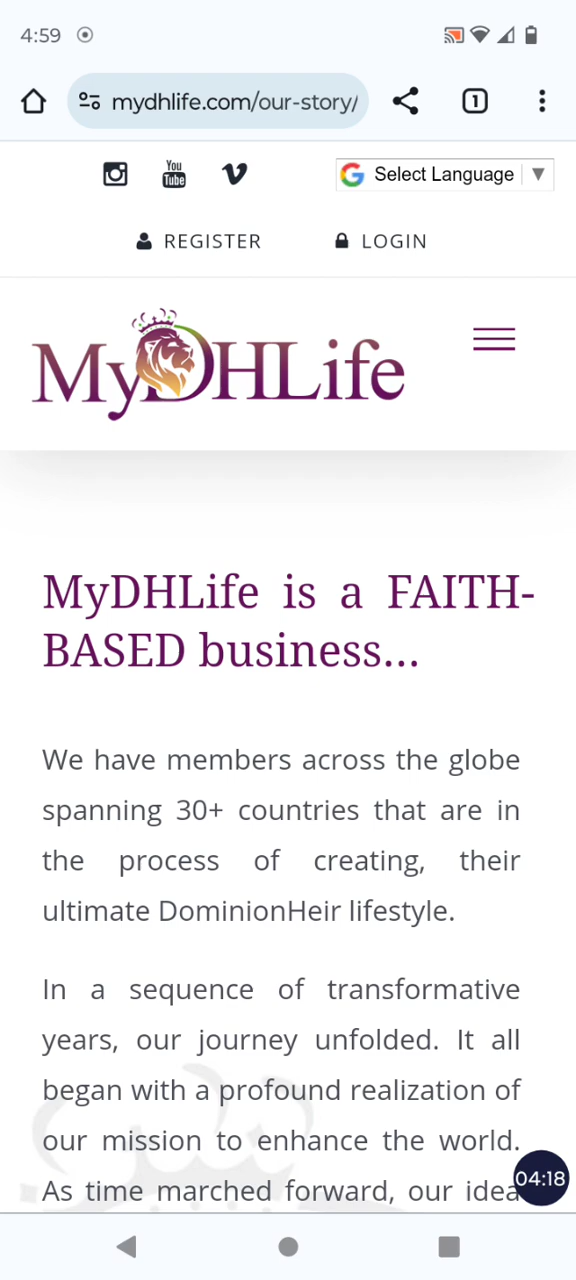 4:59
mydhlife.com/our-story/
1
You
Tube
Select Language ▼
REGISTER
LOGIN
MyDHLife
MyDHLife is a FAITH-
BASED business...
We have members across the globe
spanning 30+ countries that are in
the process of creating, their
ultimate DominionHeir lifestyle.
In a sequence of transformative
years, our journey unfolded. It all
began with a profound realization of
our mission to enhance the world.
As time marched forward, our idea
04:18